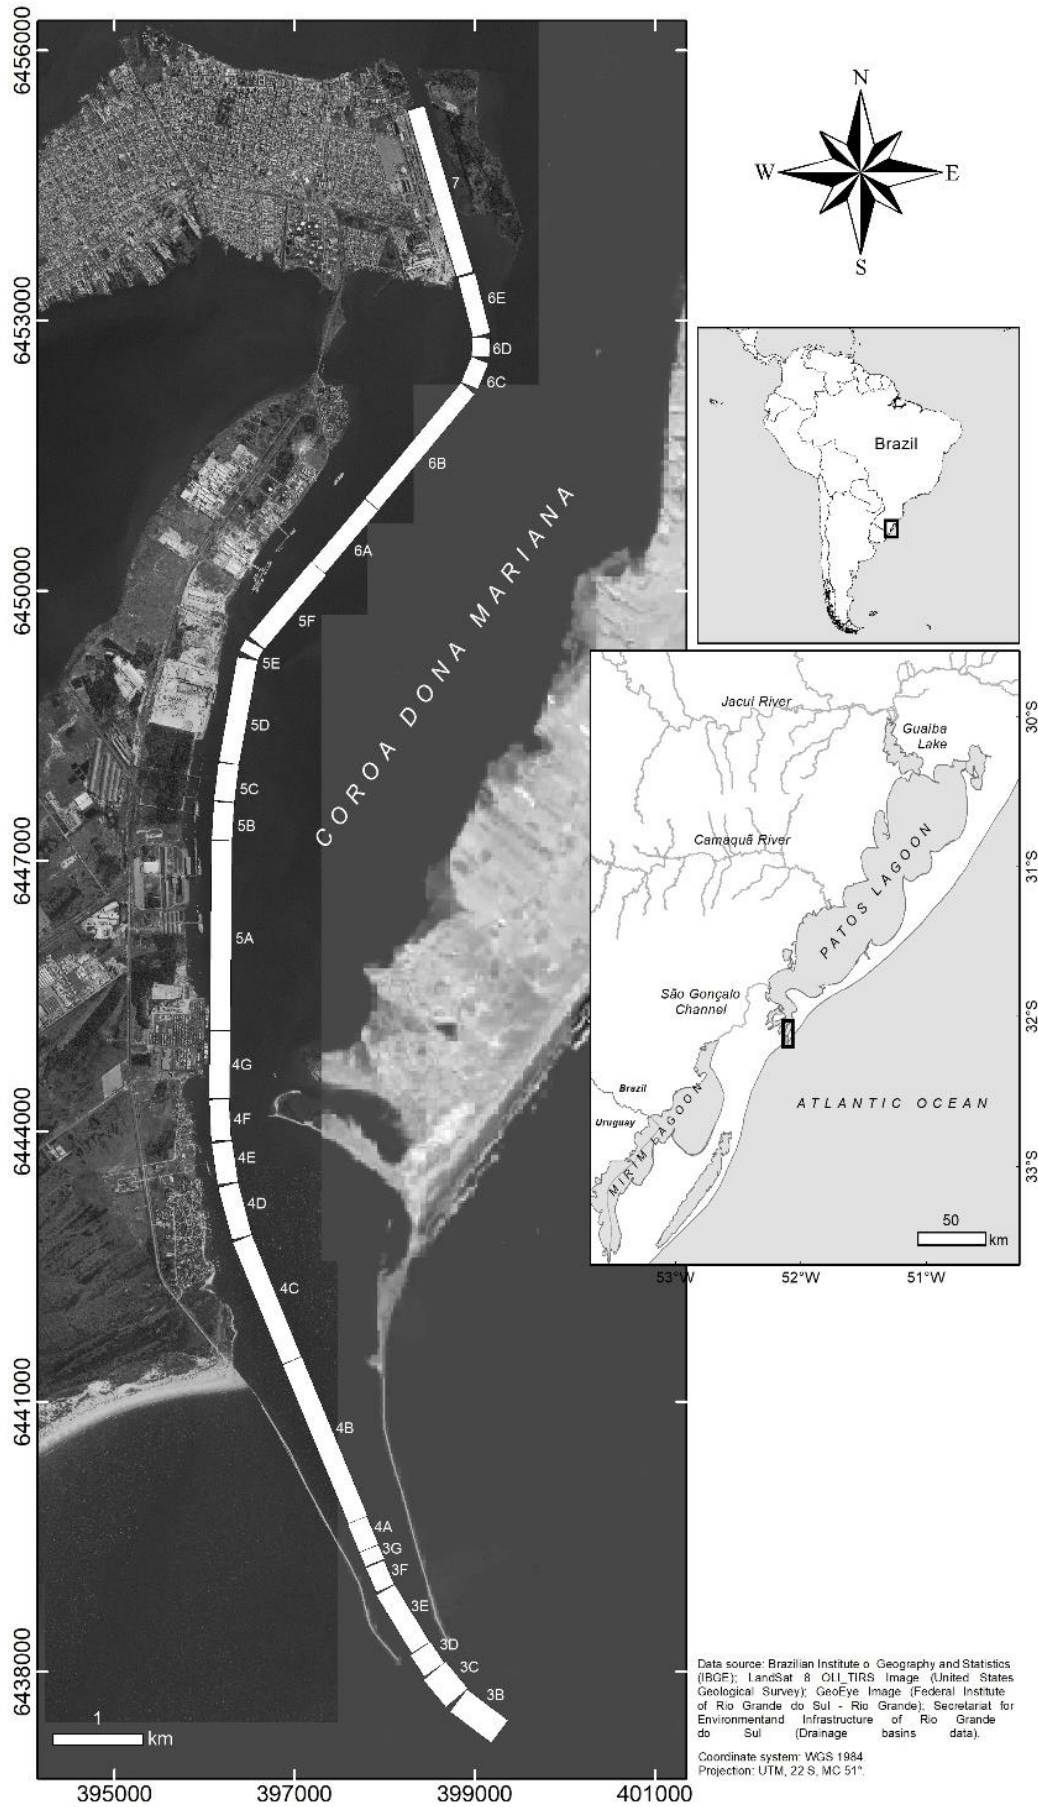 6456000
6453000
6450000
6447000
6444000
6441000
6438000
7
6E
6D
6C
6B
6A
5F
5E
5D
5C
5B
5A
4G
4F
4E
4D
4C
4B
4A
3G
3F
3E
3D
3C
3B
COROA DONA MARIANA
1
km
395000
397000
399000
401000
N
W
E
S
Brazil
Jacuí River
Guaíba
Lake
Camaquã River
PATOS LAGOON
São Gonçalo
Channel
Brazil
Uruguay
MIRIM LAGOON
ATLANTIC OCEAN
50
km
30°S
31°S
32°S
33°S
53°W
52°W
51°W
Data source: Brazilian Institute o Geography and Statistics
(IBGE); LandSat 8 OLI_TIRS Image (United States
Geological Survey); GeoEye Image (Federal Institute
of Rio Grande do Sul - Rio Grande); Secretariat for
Environmentand Infrastructure of Rio Grande
do Sul (Drainage basins data).
Coordinate system: WGS 1984.
Projection: UTM, 22 S, MC 51°.